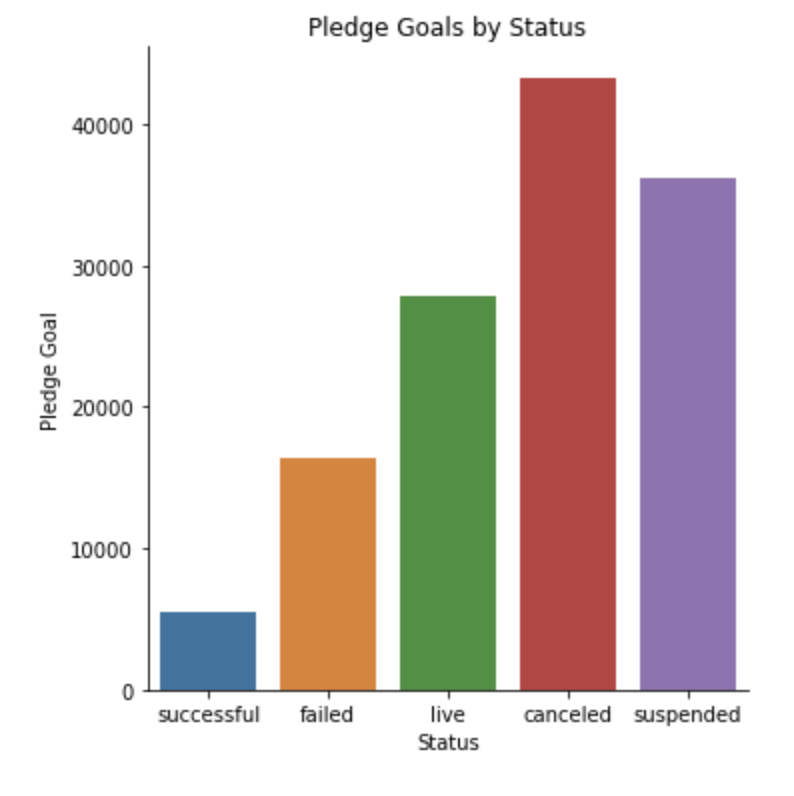 Pledge Goals by Status
Pledge Goal
40000
30000
20000
10000
0
successful failed live canceled suspended
Status